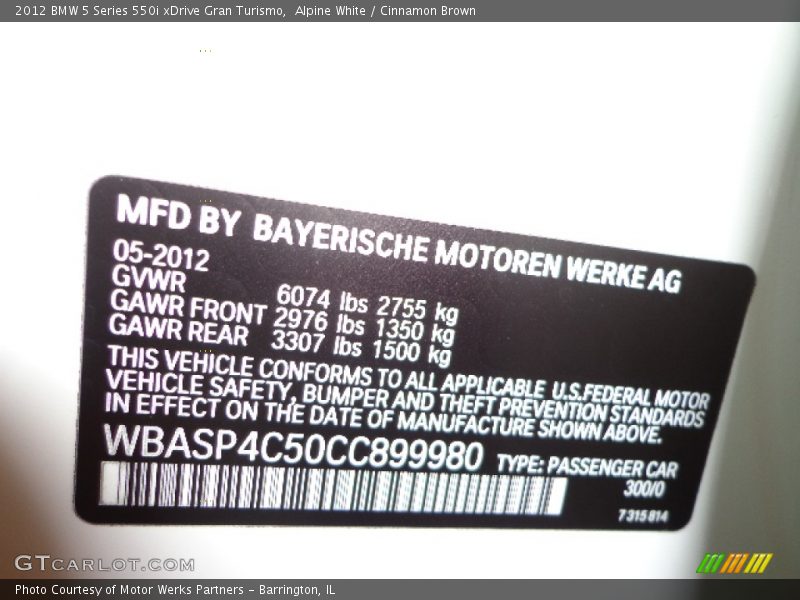 2012 BMW 5 Series 550i xDrive Gran Turismo,  Alpine White / Cinnamon Brown
MFD BY BAYERISCHE MOTOREN WERKE AG
05-2012
GVWR 6074 lbs 2755 kg
GAWR FRONT 2976 lbs 1350 kg
GAWR REAR 3307 lbs 1500 kg
THIS VEHICLE CONFORMS TO ALL APPLICABLE U.S.FEDERAL MOTOR
VEHICLE SAFETY, BUMPER AND THEFT PREVENTION STANDARDS
IN EFFECT ON THE DATE OF MANUFACTURE SHOWN ABOVE.
WBASP4C50CC899980 TYPE: PASSENGER CAR
300/0
7315814
GTCARLOT.COM
Photo Courtesy of Motor Werks Partners - Barrington, IL